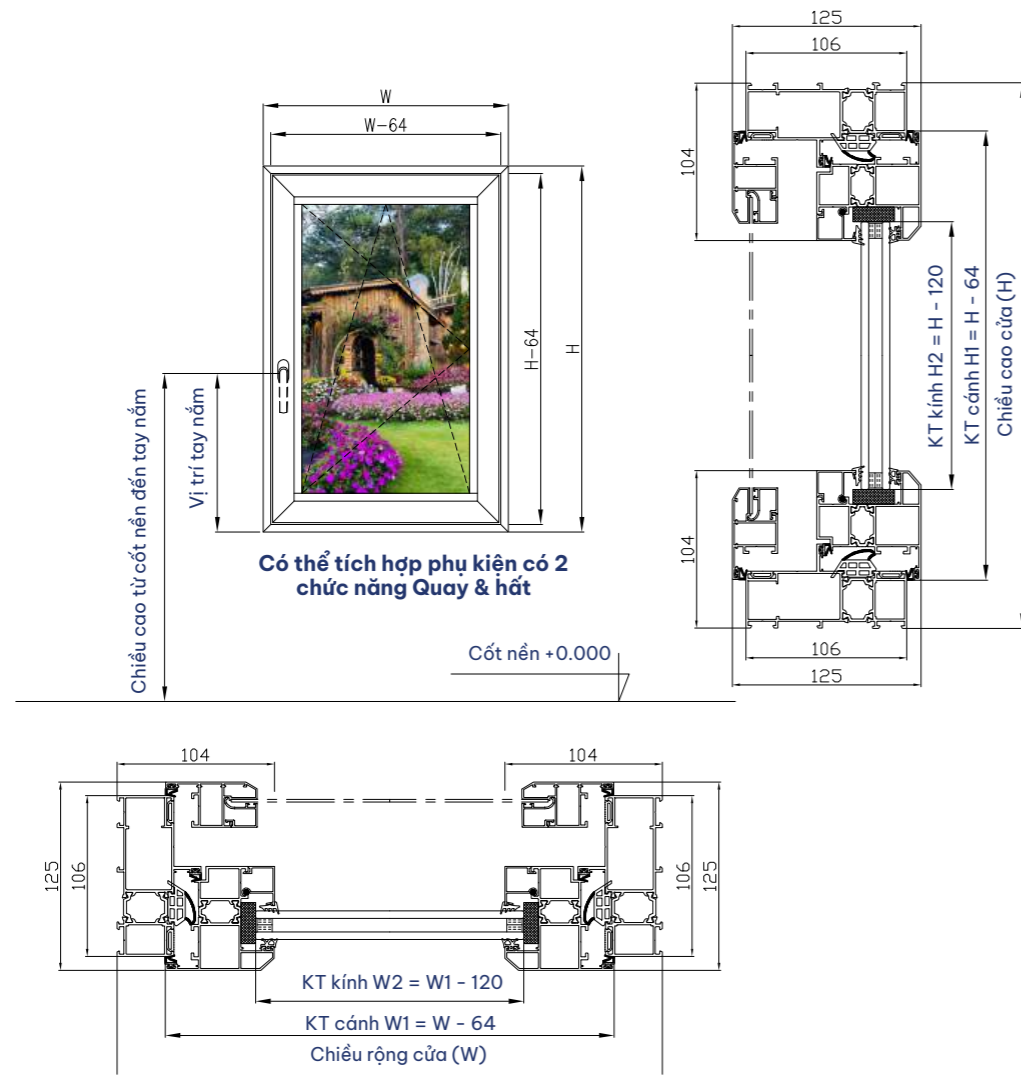 125
106
104
KT kính H2 = H - 120
KT cánh H1 = H - 64
Chiều cao cửa (H)
104
106
125
W
W-64
H-64
H
Chiều cao từ cốt nền đến tay nắm
Vị trí tay nắm
Có thể tích hợp phụ kiện có 2
chức năng Quay & hất
Cốt nền +0.000
104
104
125
106
106
125
KT kính W2 = W1 - 120
KT cánh W1 = W - 64
Chiều rộng cửa (W)